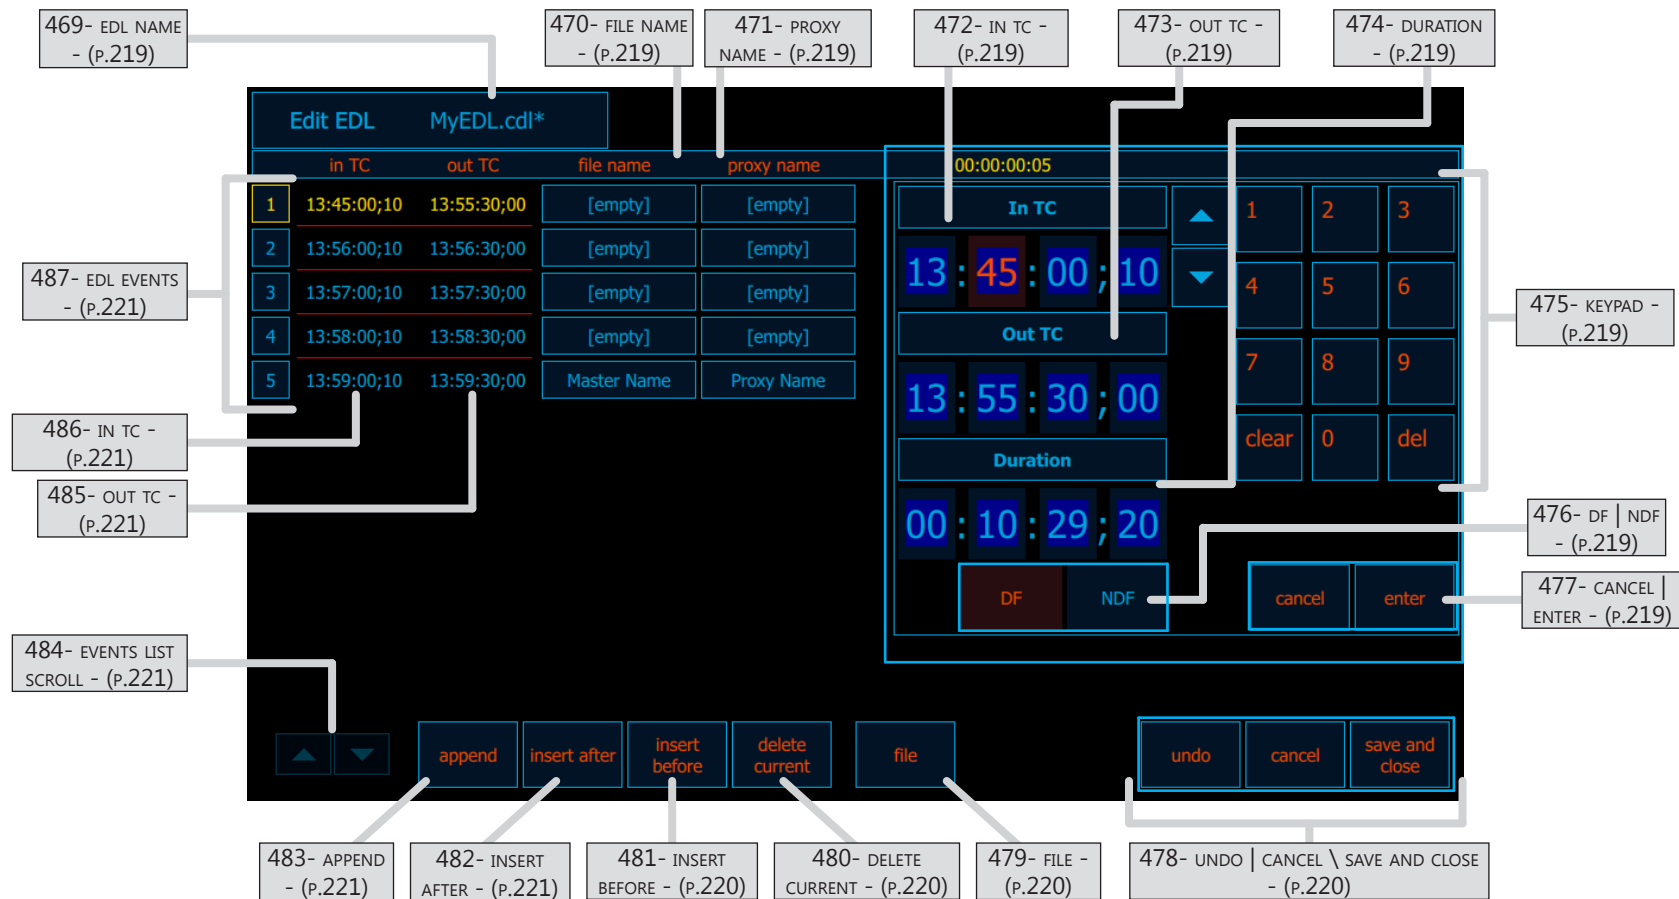 469- EDL NAME
- (P.219)
470- FILE NAME
- (P.219)
471- PROXY
NAME - (P.219)
472- IN TC -
(P.219)
473- OUT TC -
(P.219)
474- DURATION
- (P.219)
Edit EDL MyEDL.cdl*
in TC out TC file name proxy name 00:00:00:05
1 13:45:00;10 13:55:30;00 [empty] [empty]
2 13:56:00;10 13:56:30;00 [empty] [empty]
3 13:57:00;10 13:57:30;00 [empty] [empty]
4 13:58:00;10 13:58:30;00 [empty] [empty]
5 13:59:00;10 13:59:30;00 Master Name Proxy Name
In TC
13:45:00;10
Out TC
13:55:30;00
Duration
00:10:29;20
DF NDF
1 2 3
4 5 6
7 8 9
clear 0 del
cancel enter
487- EDL EVENTS
- (P.221)
486- IN TC -
(P.221)
485- OUT TC -
(P.221)
484- EVENTS LIST
SCROLL - (P.221)
475- KEYPAD -
(P.219)
476- DF | NDF
- (P.219)
477- CANCEL |
ENTER - (P.219)
append
insert after
insert
before
delete
current
file
undo
cancel
save and
close
483- APPEND
- (P.221)
482- INSERT
AFTER - (P.221)
481- INSERT
BEFORE - (P.220)
480- DELETE
CURRENT - (P.220)
479- FILE -
(P.220)
478- UNDO | CANCEL \ SAVE AND CLOSE
- (P.220)